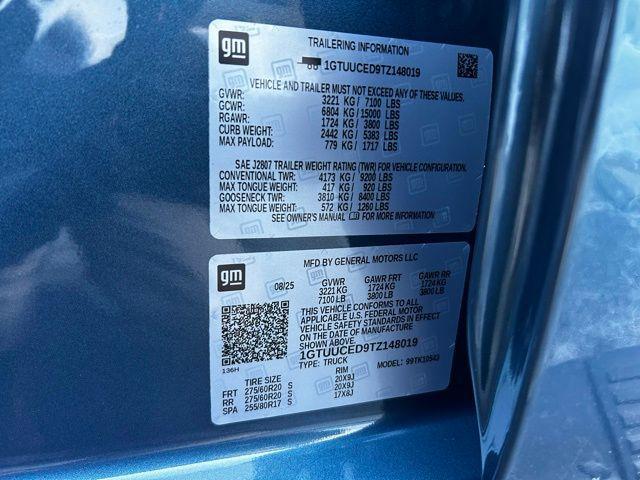 gm
TRAILERING INFORMATION
1GTUUCED9TZ148019
VEHICLE AND TRAILER MUST NOT EXCEED ANY OF THESE VALUES.
GVWR: 3221 KG / 7100 LBS
GCWR: 6804 KG / 15000 LBS
RGAWR: 1724 KG / 3800 LBS
CURB WEIGHT: 2442 KG / 5383 LBS
MAX PAYLOAD: 779 KG / 1717 LBS
SAE J2807 TRAILER WEIGHT RATING (TWR) FOR VEHICLE CONFIGURATION.
CONVENTIONAL TWR: 4173 KG / 9200 LBS
MAX TONGUE WEIGHT: 417 KG / 920 LBS
GOOSENECK TWR: 3810 KG / 8400 LBS
MAX TONGUE WEIGHT: 572 KG / 1260 LBS
SEE OWNER'S MANUAL FOR MORE INFORMATION
gm
MFD BY GENERAL MOTORS LLC
08/25 GVWR GAWR FRT GAWR RR
3221 KG 1724 KG 1724 KG
7100 LB 3800 LB 3800 LB
THIS VEHICLE CONFORMS TO ALL
APPLICABLE U.S. FEDERAL MOTOR
VEHICLE SAFETY STANDARDS
IN EFFECT ON THE DATE OF MANUFACTURE
SHOWN ABOVE.
1GTUUCED9TZ148019
136H
TYPE: TRUCK MODEL: 99TK10543
TIRE SIZE RIM
FRT 275/60R20 S 20X9J
RR 275/60R20 S 20X9J
SPA 255/80R17 S 17X8J